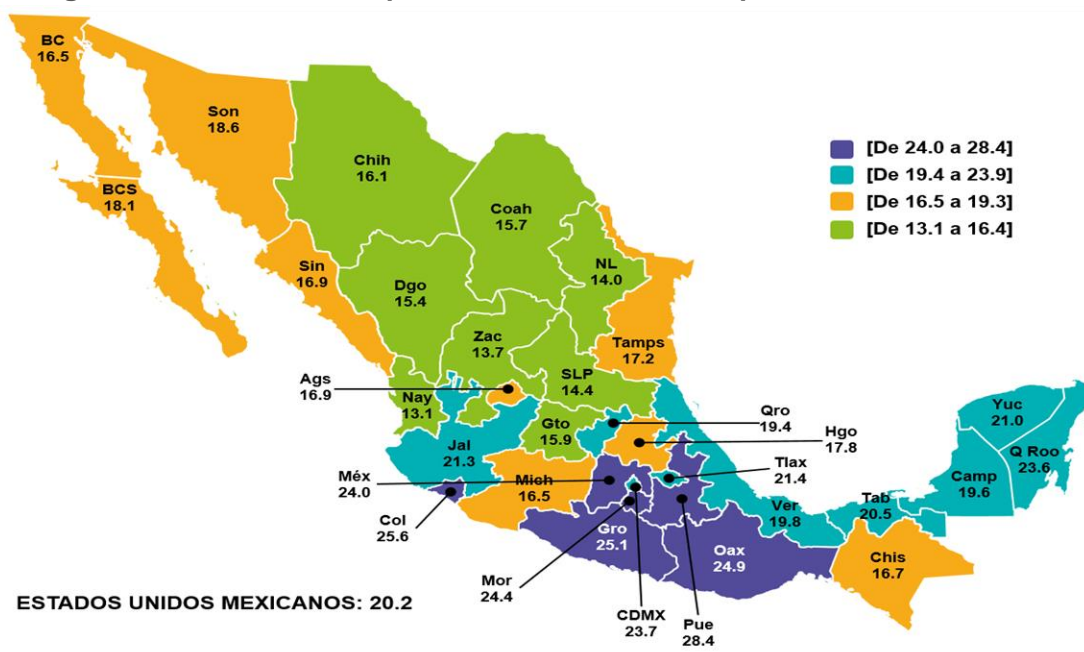 BC
16.5
Son
18.6
BCS
18.1
Chih
16.1
Coah
15.7
[De 24.0 a 28.4]
[De 19.4 a 23.9]
[De 16.5 a 19.3]
[De 13.1 a 16.4]
Sin
16.9
Dgo
15.4
NL
14.0
Zac
13.7
Tamps
17.2
Ags
16.9
SLP
14.4
Nay
13.1
Gto
15.9
Qro
19.4
Hgo
17.8
Yuc
21.0
Q Roo
23.6
Jal
21.3
Tlax
21.4
Camp
19.6
Méx
24.0
Mich
16.5
Ver
19.8
Tab
20.5
Col
25.6
Gro
25.1
Oax
24.9
Chis
16.7
Mor
24.4
CDMX
23.7
Pue
28.4
ESTADOS UNIDOS MEXICANOS: 20.2